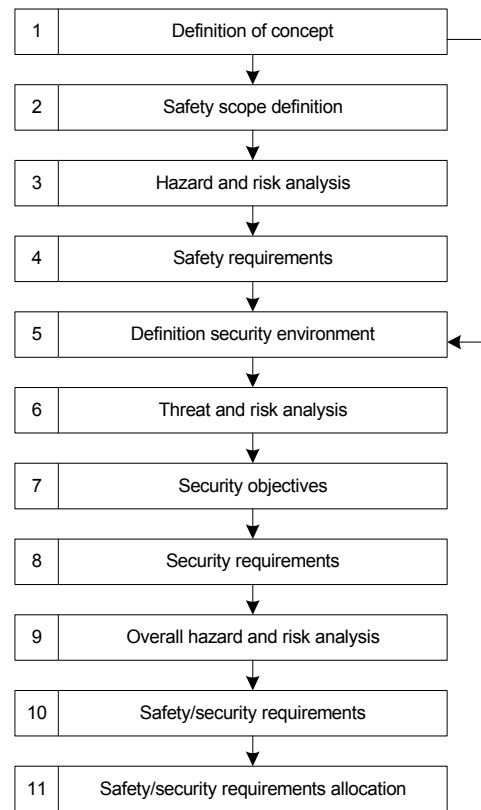 1 Definition of concept
2 Safety scope definition
3 Hazard and risk analysis
4 Safety requirements
5 Definition security environment
6 Threat and risk analysis
7 Security objectives
8 Security requirements
9 Overall hazard and risk analysis
10 Safety/security requirements
11 Safety/security requirements allocation